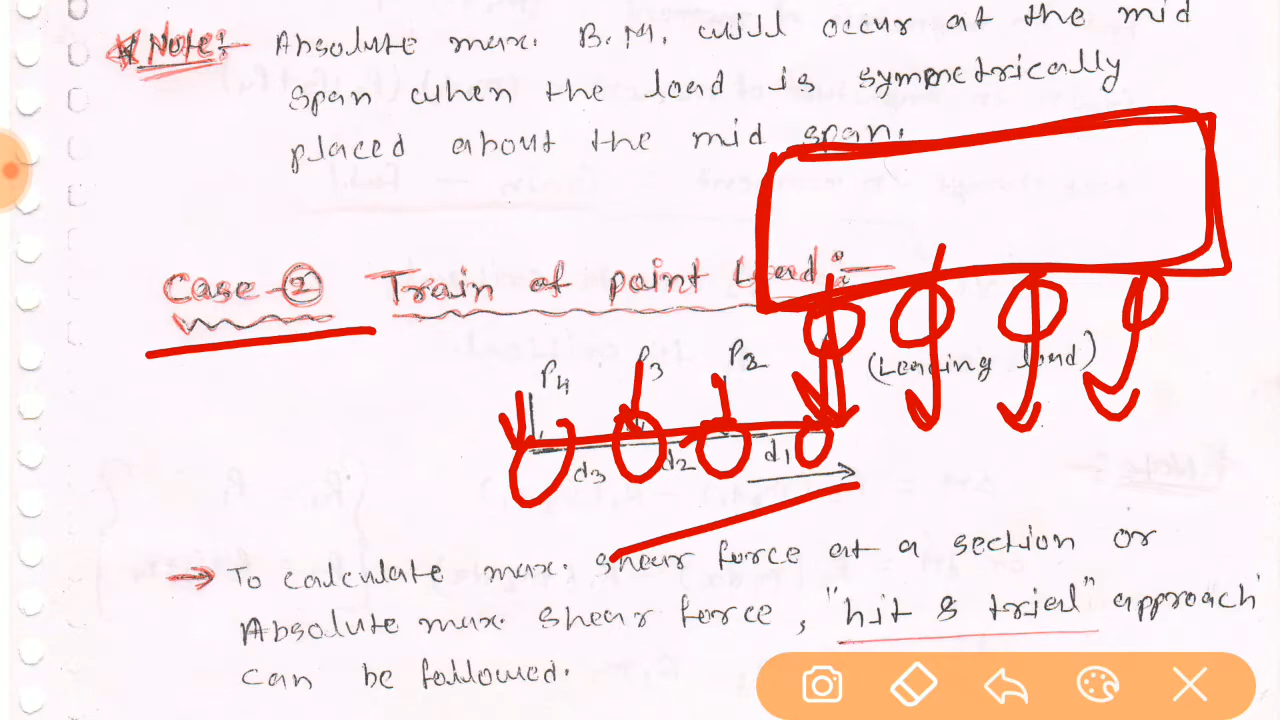 Note:- Absolute max. B.M. will occur at the mid
span when the load is symmetrically
placed about the mid span.
Case-② Train of point Load:-
P4 P3 P2 (Leading load)
d3 d2 d1
→ To calculate max. shear force at a section or
Absolute max. shear force, "hit & trial" approach
can be followed.